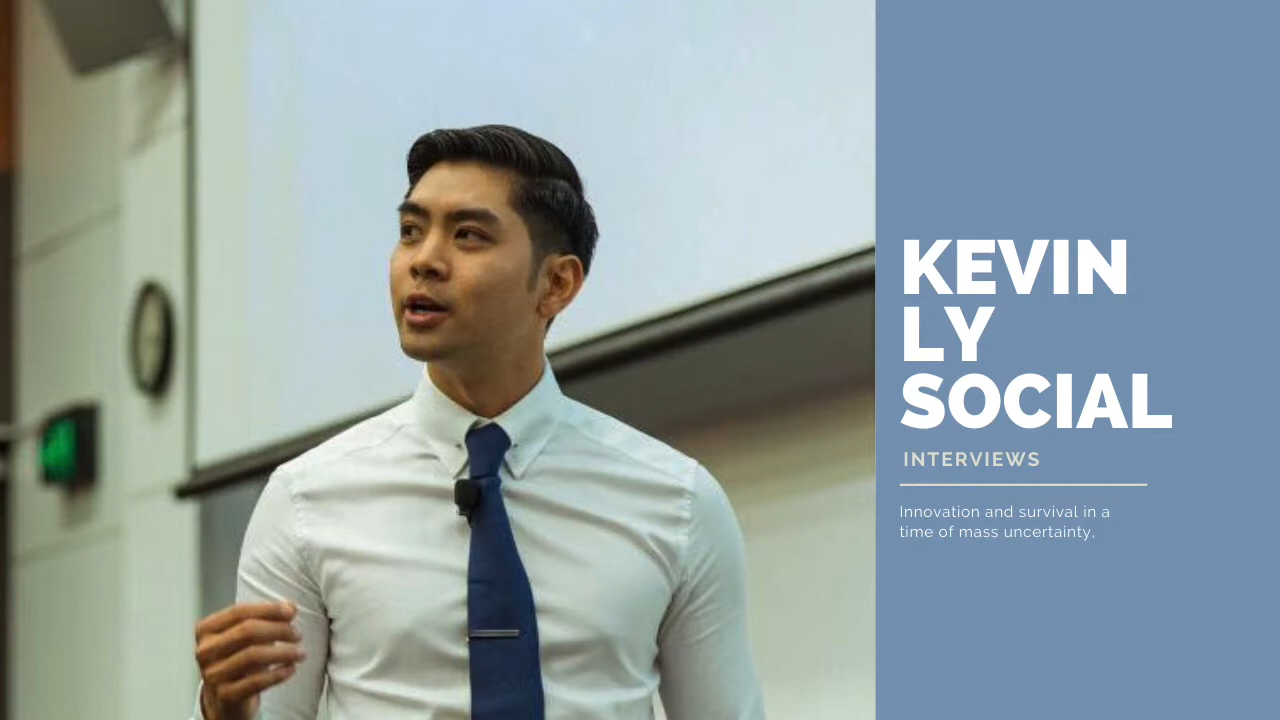 KEVIN
LY
SOCIAL
INTERVIEWS
Innovation and survival in a
time of mass uncertainty,